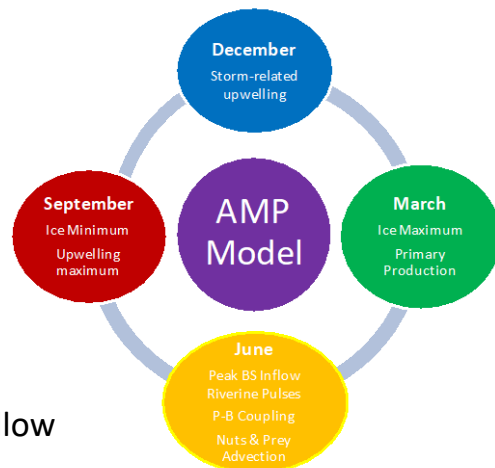 December
Storm-related
upwelling
September
Ice Minimum
Upwelling
maximum
AMP
Model
March
Ice Maximum
Primary
Production
June
Peak BS Inflow
Riverine Pulses
P-B Coupling
Nuts & Prey
Advection
low